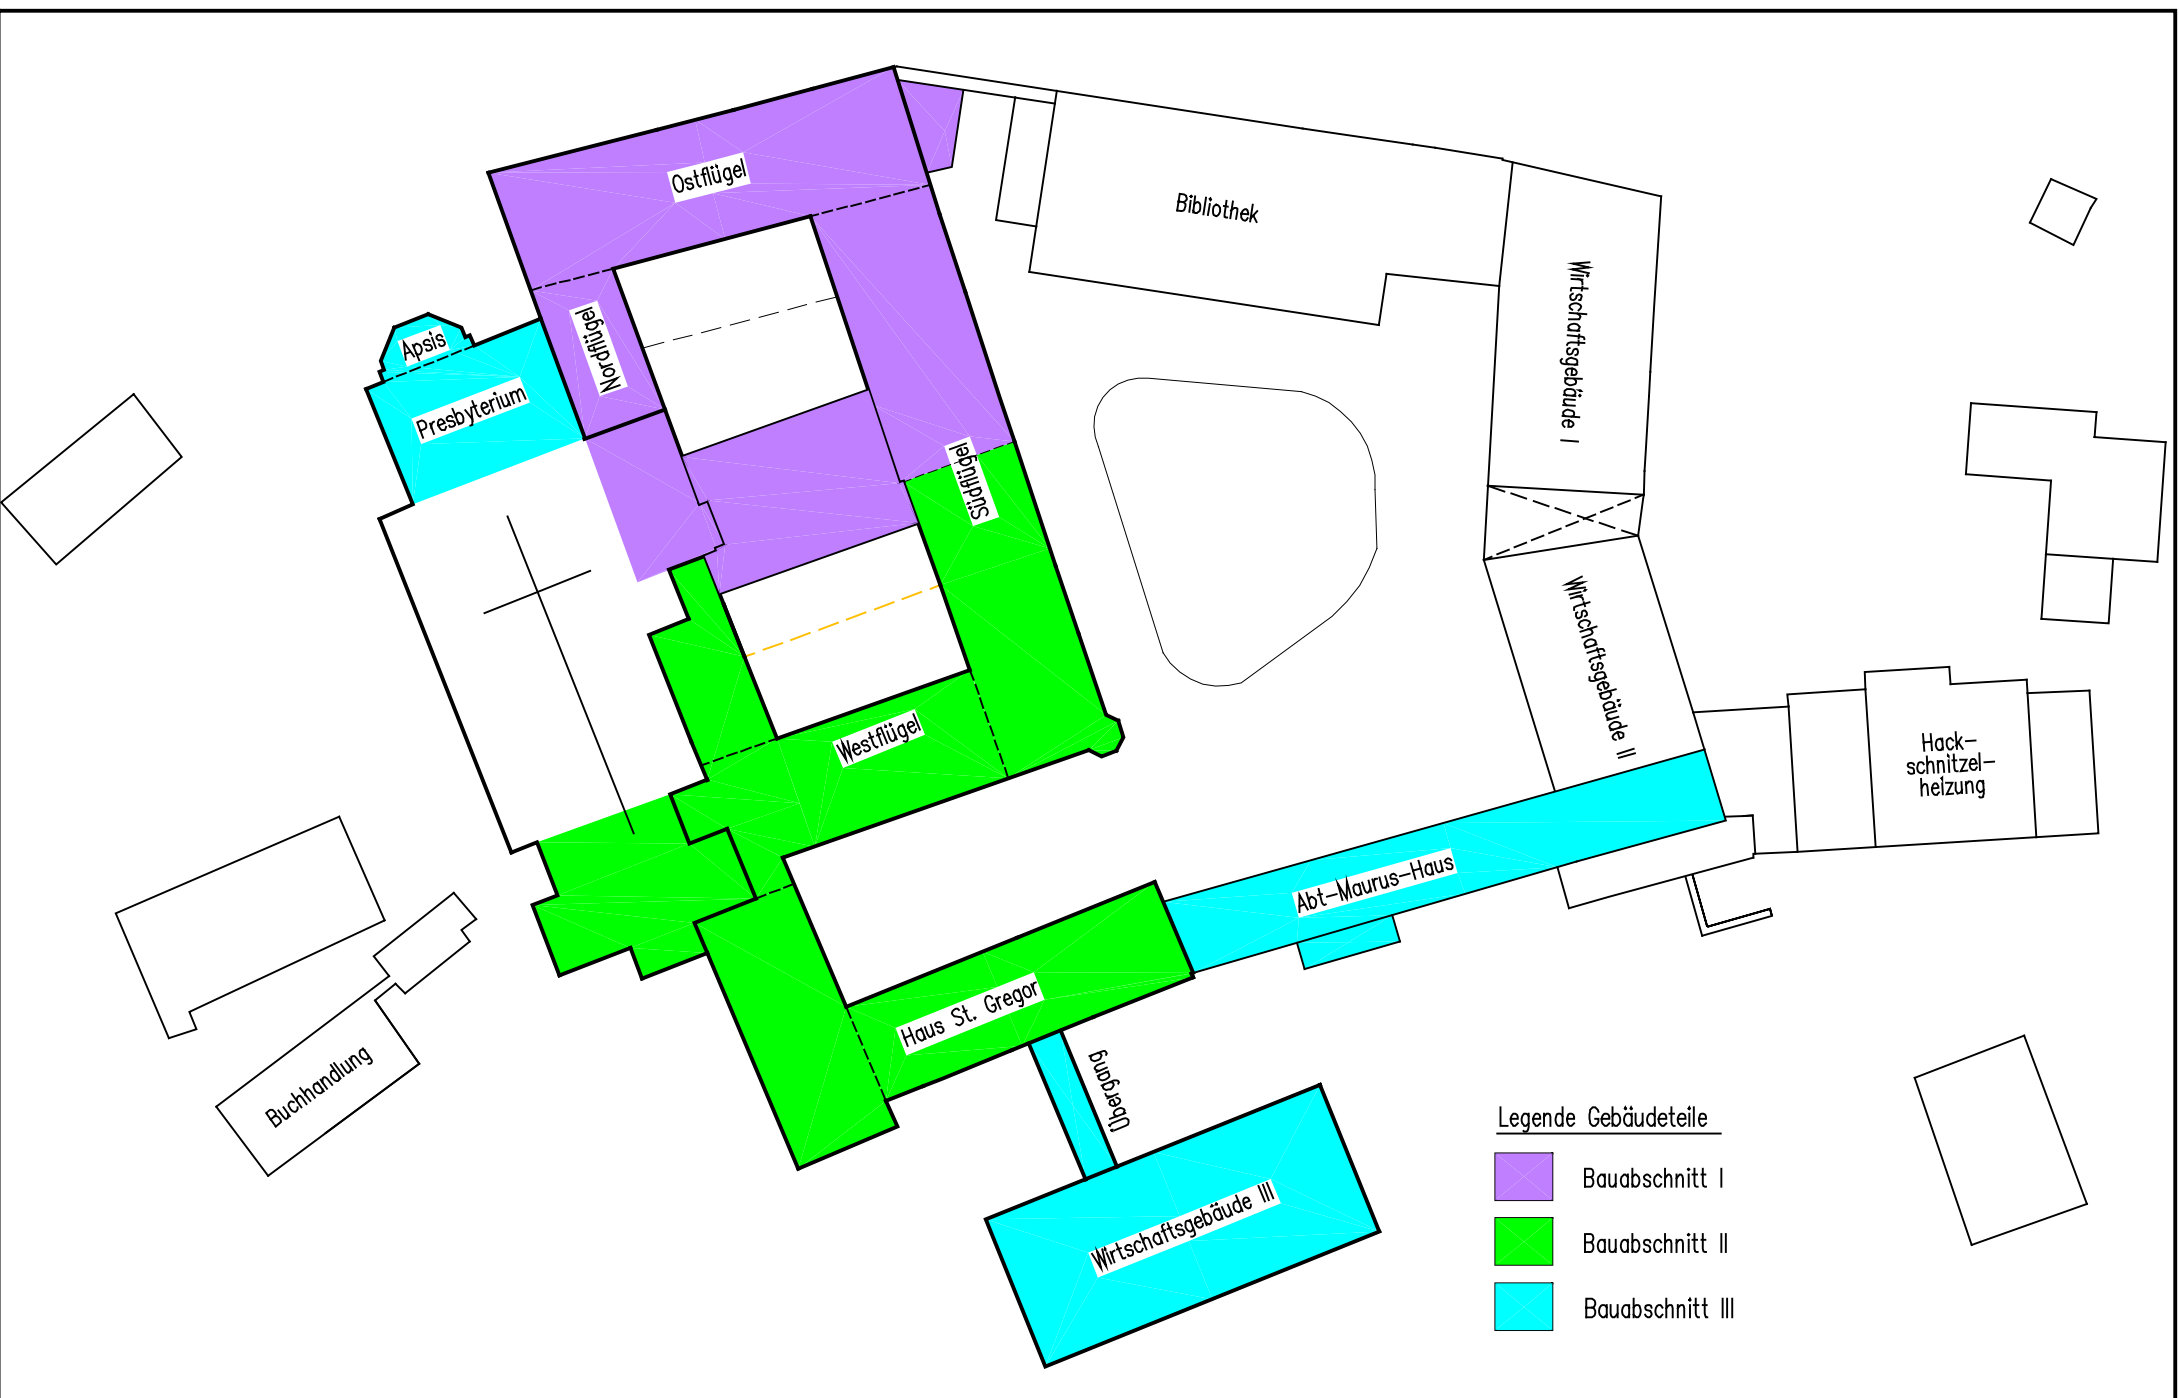 Ostflügel
Bibliothek
Wirtschaftsgebäude I
Nordflügel
Apsis
Presbyterium
Südflügel
Wirtschaftsgebäude II
Westflügel
Hack-
schnitzel-
heizung
Abt-Maurus-Haus
Haus St. Gregor
Übergang
Buchhandlung
Wirtschaftsgebäude III
Legende Gebäudeteile
Bauabschnitt I
Bauabschnitt II
Bauabschnitt III